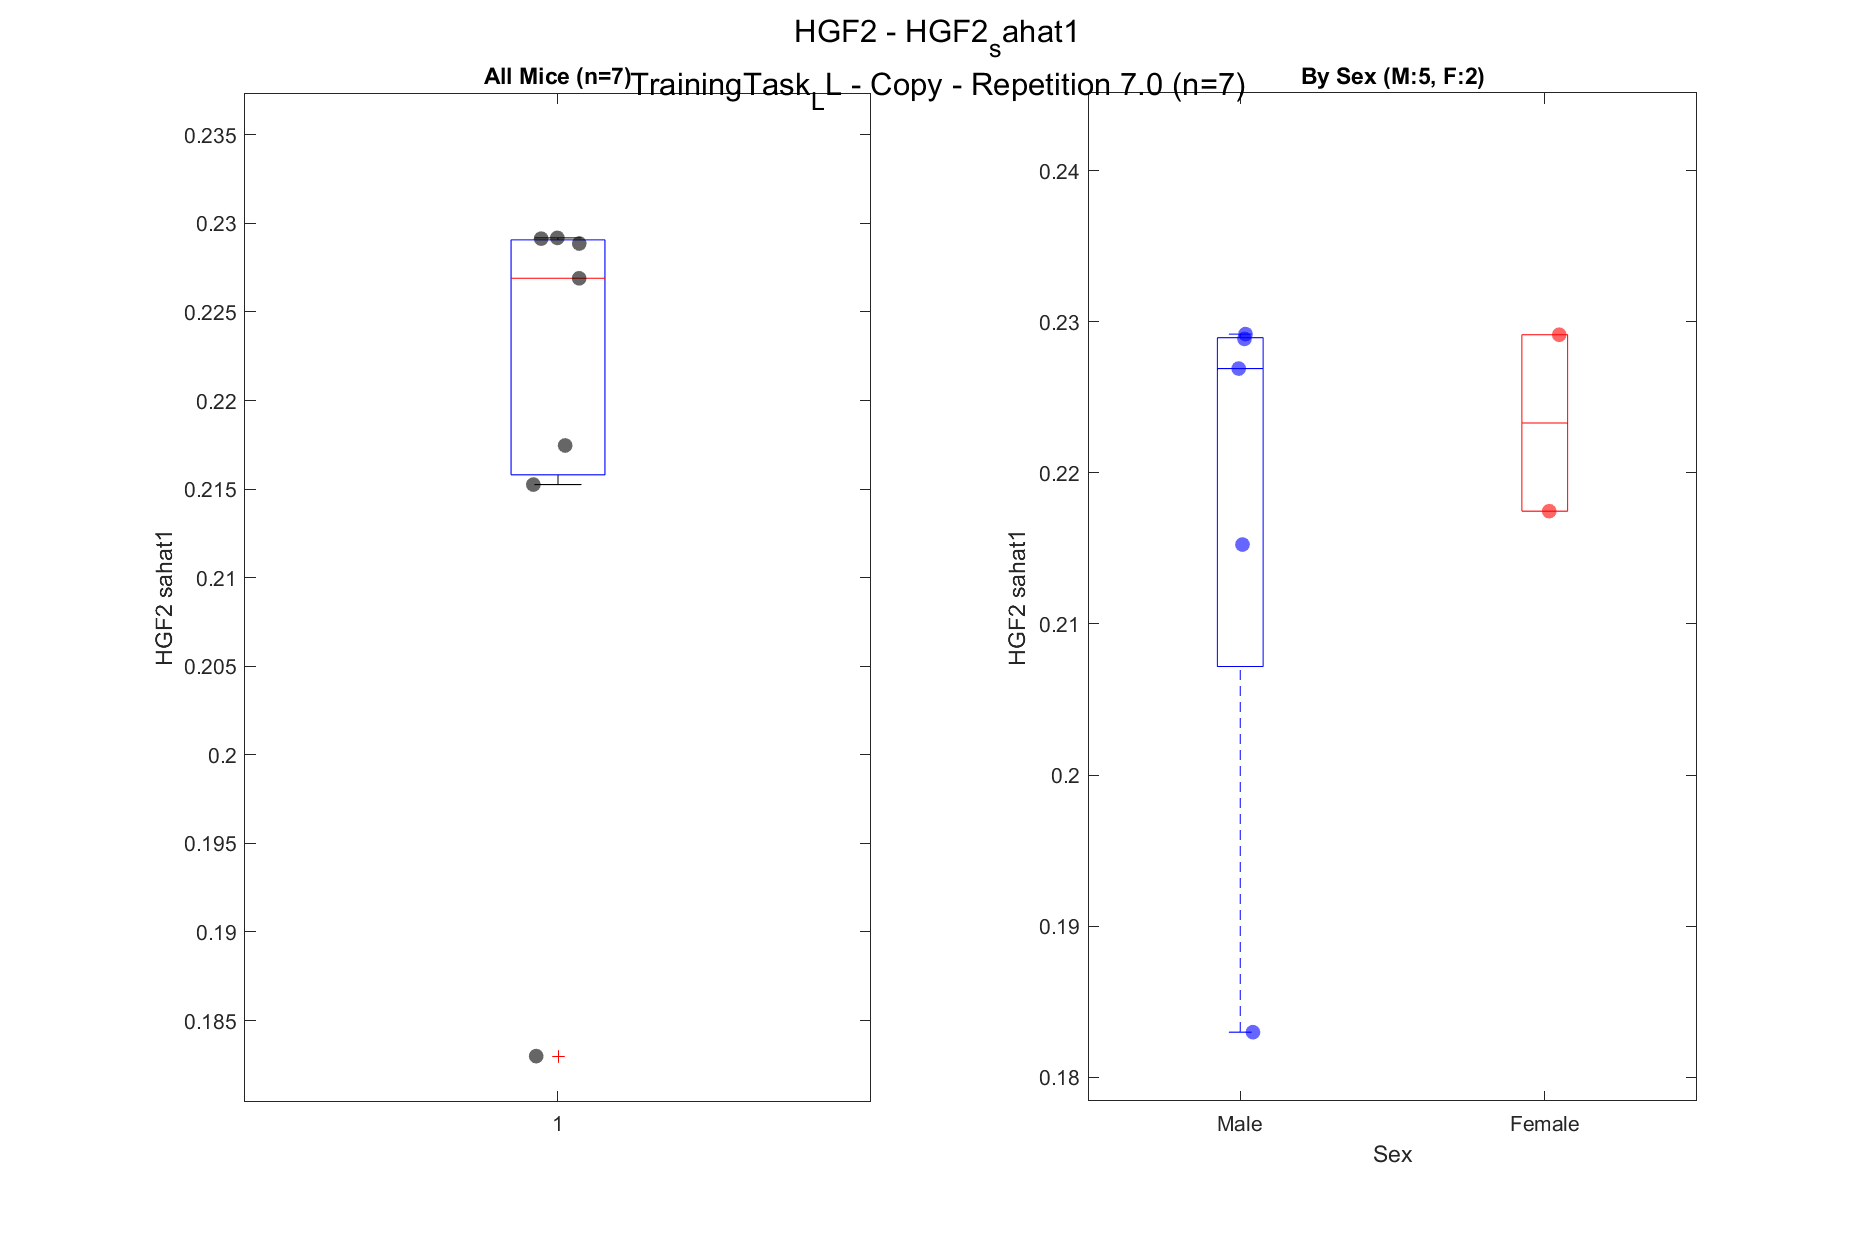 HGF2 - HGF2sahat1
TrainingTaskLL - Copy - Repetition 7.0 (n=7)
All Mice (n=7)
0.235
0.23
0.225
0.22
0.215
0.21
0.205
0.2
0.195
0.19
0.185
HGF2 sahat1
1
By Sex (M:5, F:2)
0.24
0.23
0.22
0.21
0.2
0.19
0.18
HGF2 sahat1
Male Female
Sex